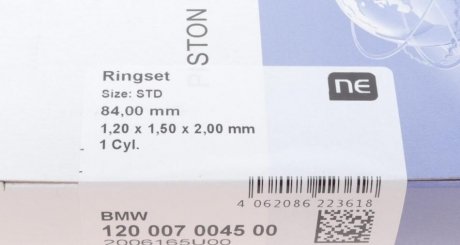 PISTON
Ringset
Size: STD
84,00 mm
1,20 x 1,50 x 2,00 mm
1 Cyl.
NE
4 062086 223618
BMW
120 007 0045 00
2006165U00